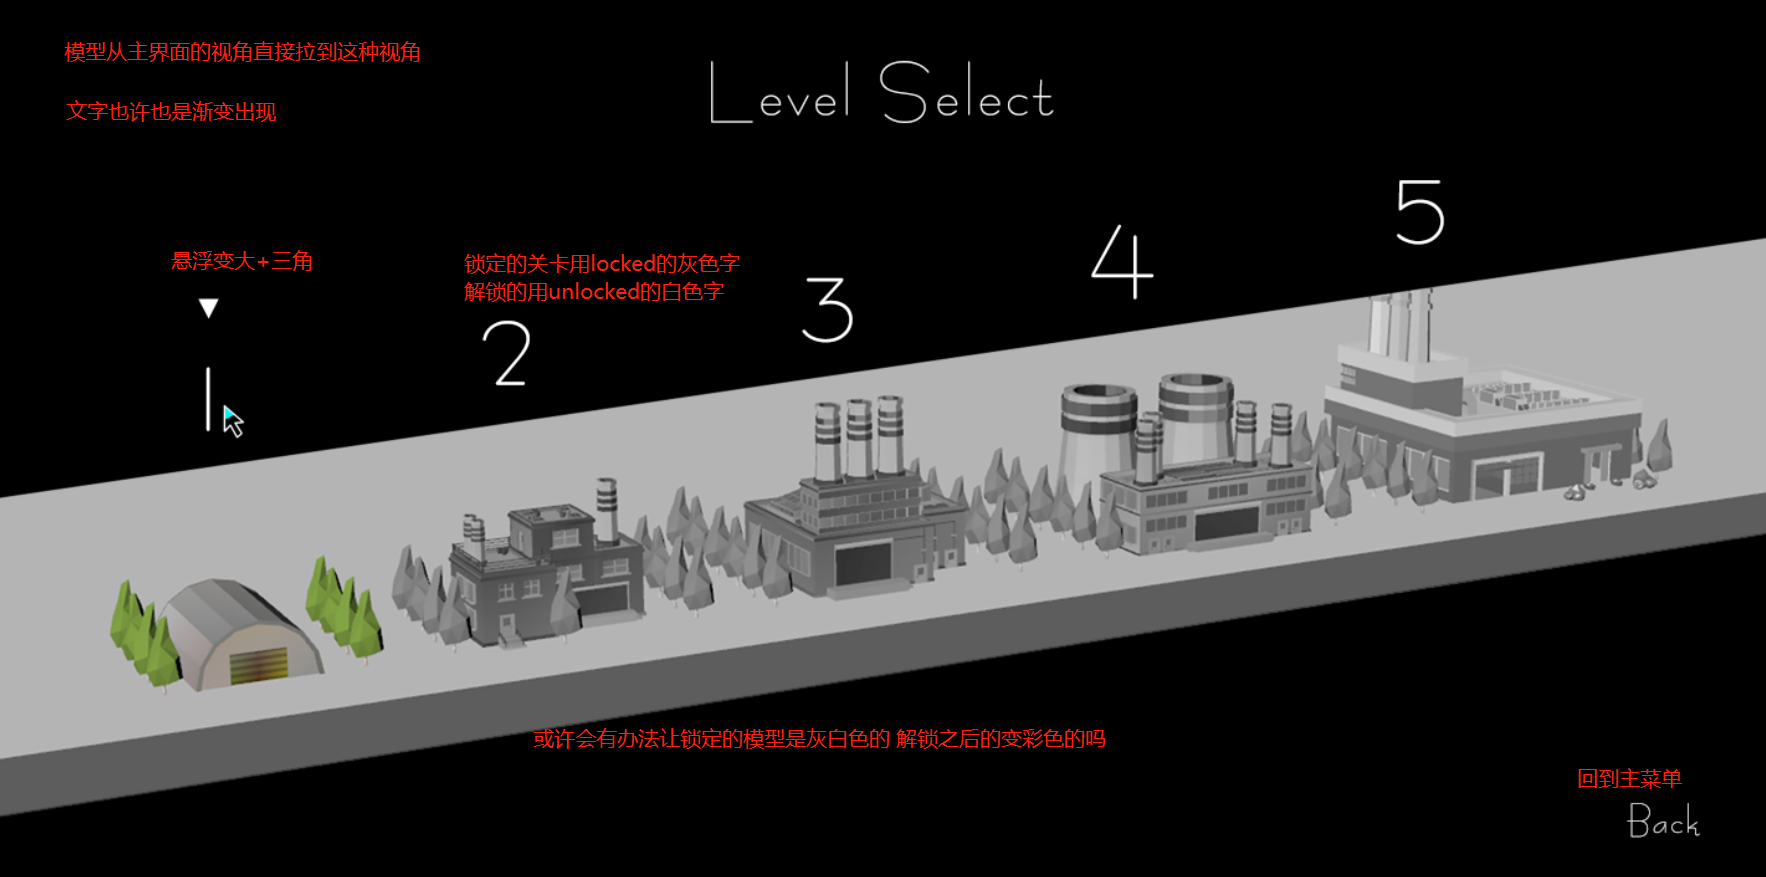 模型从主界面的视角直接拉到这种视角
文字也许也是渐变出现
Level Select
悬浮变大+三角
锁定的关卡用locked的灰色字
解锁的用unlocked的白色字
1
2
3
4
5
或许会有办法让锁定的模型是灰白色的 解锁之后的变彩色的吗
回到主菜单
Back